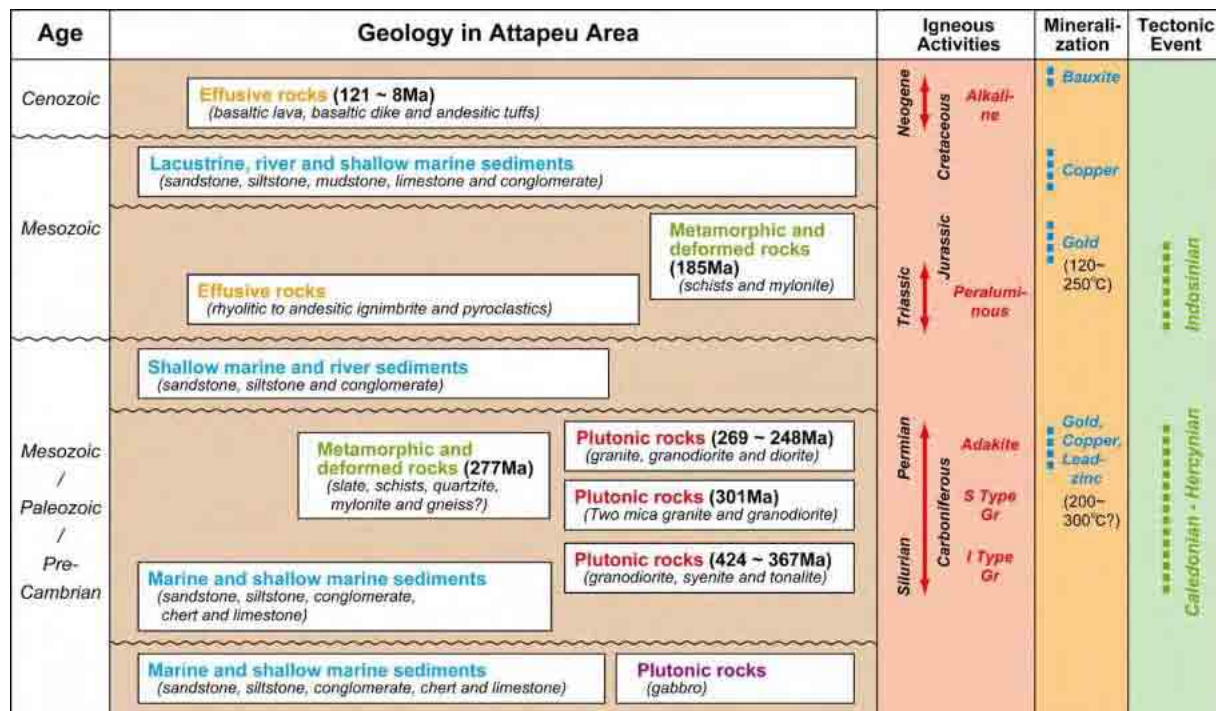 Age
Geology in Attapeu Area
Igneous
Activities
Minerali-
zation
Tectonic
Event
Cenozoic
Effusive rocks (121 ~ 8Ma)
(basaltic lava, basaltic dike and andesitic tuffs)
Neogene
Cretaceous
Alkali-
ne
Bauxite
Lacustrine, river and shallow marine sediments
(sandstone, siltstone, mudstone, limestone and conglomerate)
Copper
Mesozoic
Metamorphic and
deformed rocks
(185Ma)
(schists and mylonite)
Effusive rocks
(rhyolitic to andesitic ignimbrite and pyroclastics)
Triassic
Jurassic
Peralumi-
nous
Gold
(120~
250℃)
Indosinian
Shallow marine and river sediments
(sandstone, siltstone and conglomerate)
Mesozoic
/
Paleozoic
/
Pre-
Cambrian
Metamorphic and
deformed rocks (277Ma)
(slate, schists, quartzite,
mylonite and gneiss?)
Plutonic rocks (269 ~ 248Ma)
(granite, granodiorite and diorite)
Plutonic rocks (301Ma)
(Two mica granite and granodiorite)
Plutonic rocks (424 ~ 367Ma)
(granodiorite, syenite and tonalite)
Marine and shallow marine sediments
(sandstone, siltstone, conglomerate,
chert and limestone)
Silurian
Carboniferous
Permian
Adakite
S Type
Gr
I Type
Gr
Gold,
Copper,
Lead-
zinc
(200~
300℃?)
Caledonian - Hercynian
Marine and shallow marine sediments
(sandstone, siltstone, conglomerate, chert and limestone)
Plutonic rocks
(gabbro)